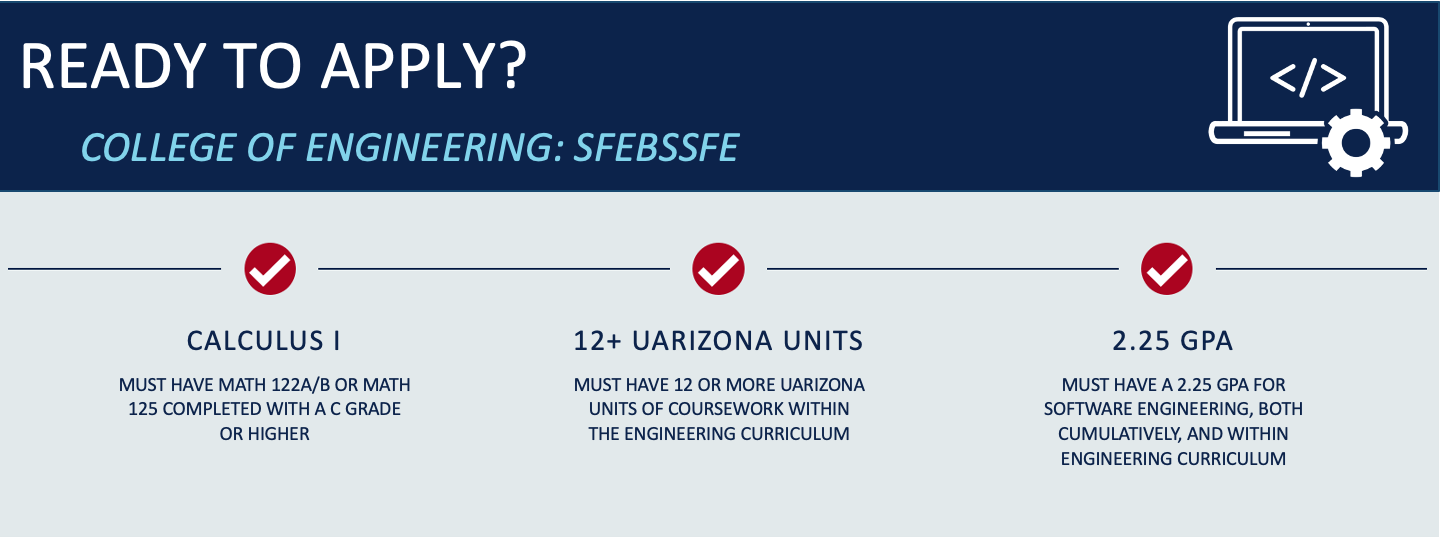 READY TO APPLY?
COLLEGE OF ENGINEERING: SFEBSSFE
</>
CALCULUS I
MUST HAVE MATH 122A/B OR MATH
125 COMPLETED WITH A C GRADE
OR HIGHER
12+ UARIZONA UNITS
MUST HAVE 12 OR MORE UARIZONA
UNITS OF COURSEWORK WITHIN
THE ENGINEERING CURRICULUM
2.25 GPA
MUST HAVE A 2.25 GPA FOR
SOFTWARE ENGINEERING, BOTH
CUMULATIVELY, AND WITHIN
ENGINEERING CURRICULUM